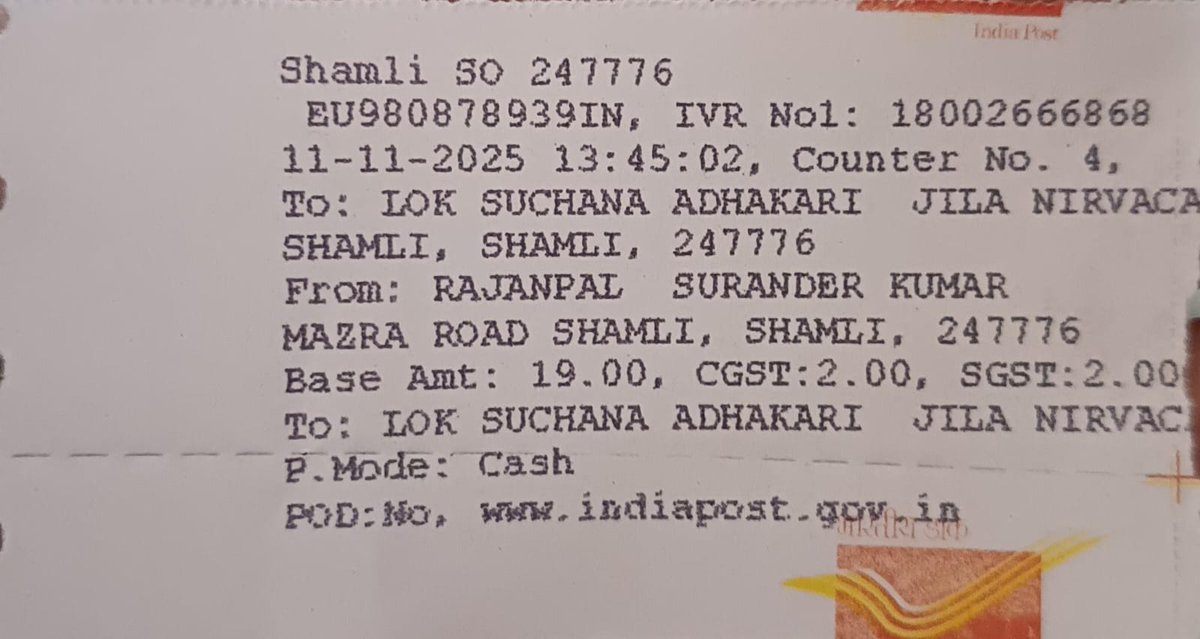 India Post
Shamli SO 247776
EU980878939IN, IVR No1: 18002666868
11-11-2025 13:45:02, Counter No. 4,
To: LOK SUCHANA ADHAKARI JILA NIRVACA
SHAMLI, SHAMLI, 247776
From: RAJANPAL SURANDER KUMAR
MAZRA ROAD SHAMLI, SHAMLI, 247776
Base Amt: 19.00, CGST:2.00, SGST:2.00
To: LOK SUCHANA ADHAKARI JILA NIRVAC
P.Mode: Cash
POD:No, www.indiapost.gov.in